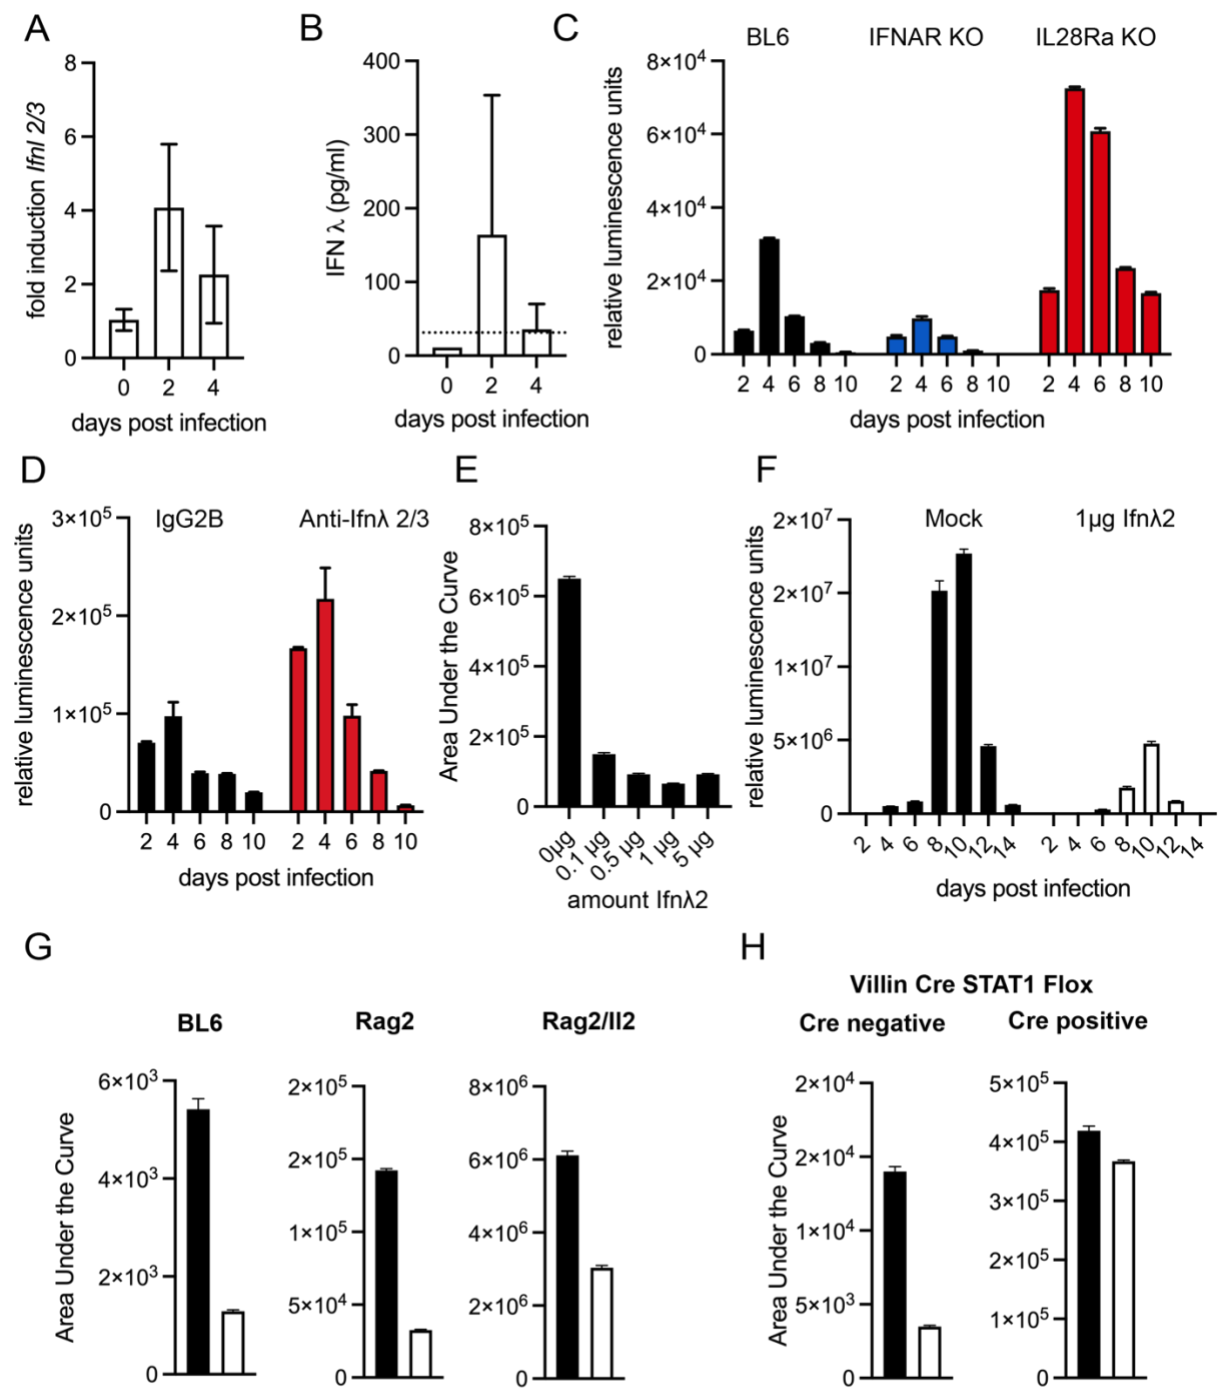 A
fold induction Ifnl 2/3
8
6
4
2
0
0 2 4
days post infection
B
IFN λ (pg/ml)
400
300
200
100
0
0 2 4
days post infection
C
BL6 IFNAR KO IL28Ra KO
relative luminescence units
8×10⁴
6×10⁴
4×10⁴
2×10⁴
0
2 4 6 8 10 2 4 6 8 10 2 4 6 8 10
days post infection
D
IgG2B Anti-Ifnλ 2/3
relative luminescence units
3×10⁵
2×10⁵
1×10⁵
0
2 4 6 8 10 2 4 6 8 10
days post infection
E
Area Under the Curve
8×10⁵
6×10⁵
4×10⁵
2×10⁵
0
0µg 0.1 µg 0.5 µg 1 µg 5 µg
amount Ifnλ2
F
Mock 1µg Ifnλ2
relative luminescence units
2×10⁷
2×10⁷
1×10⁷
5×10⁶
0
2 4 6 8 10 12 14 2 4 6 8 10 12 14
days post infection
G
BL6
Area Under the Curve
6×10³
4×10³
2×10³
0
Rag2
2×10⁵
2×10⁵
1×10⁵
5×10⁴
0
Rag2/Il2
8×10⁶
6×10⁶
4×10⁶
2×10⁶
0
H
Villin Cre STAT1 Flox
Cre negative Cre positive
Area Under the Curve
2×10⁴
2×10⁴
1×10⁴
5×10³
0
5×10⁵
4×10⁵
3×10⁵
2×10⁵
1×10⁵
0